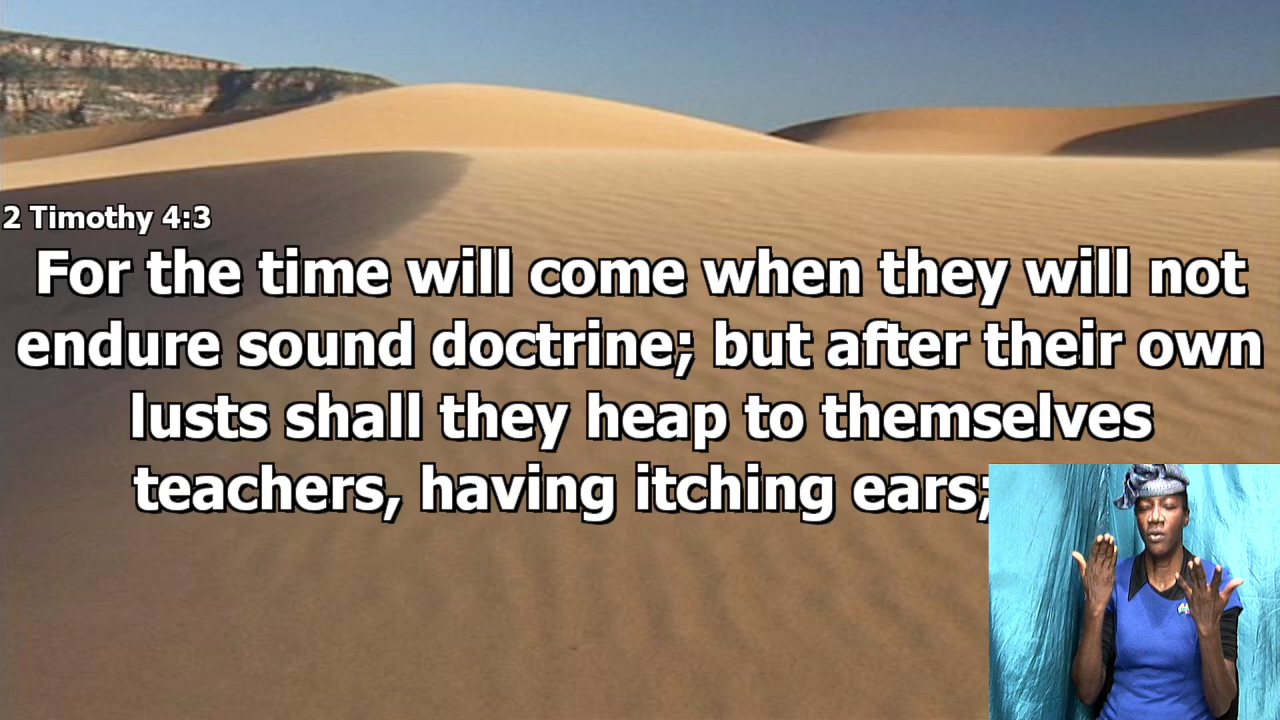 2 Timothy 4:3
For the time will come when they will not
endure sound doctrine; but after their own
lusts shall they heap to themselves
teachers, having itching ears;